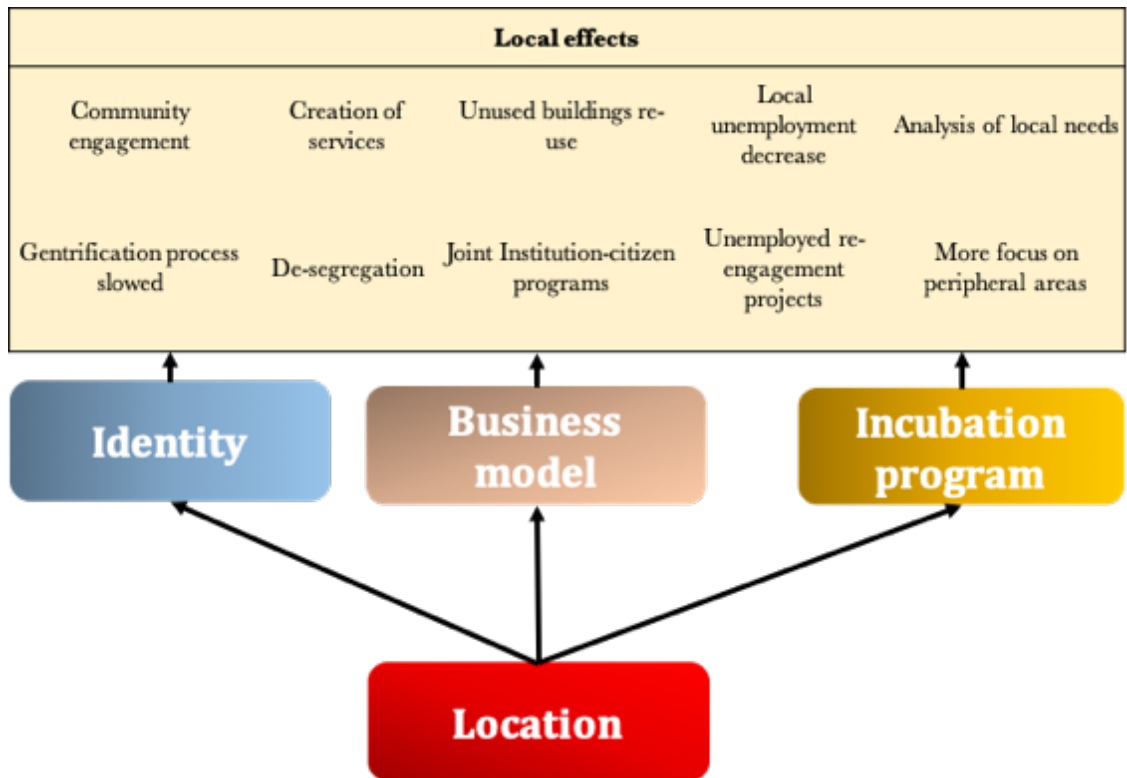 Local effects
Community
engagement
Creation of
services
Unused buildings re-
use
Local
unemployment
decrease
Analysis of local needs
Gentrification process
slowed
De-segregation
Joint Institution-citizen
programs
Unemployed re-
engagement
projects
More focus on
peripheral areas
Identity
Business
model
Incubation
program
Location